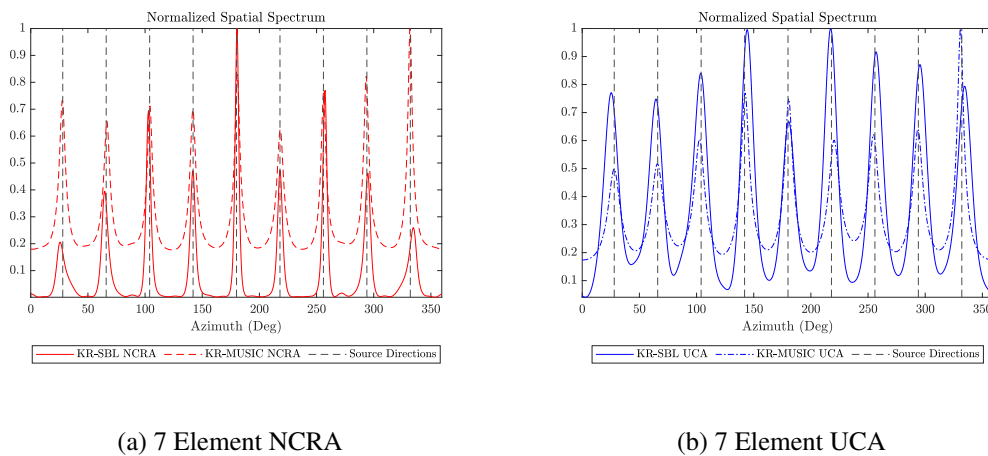 Normalized Spatial Spectrum
1
0.9
0.8
0.7
0.6
0.5
0.4
0.3
0.2
0.1
0 50 100 150 200 250 300 350
Azimuth (Deg)
KR-SBL NCRA KR-MUSIC NCRA Source Directions
(a) 7 Element NCRA
Normalized Spatial Spectrum
1
0.9
0.8
0.7
0.6
0.5
0.4
0.3
0.2
0.1
0 50 100 150 200 250 300 350
Azimuth (Deg)
KR-SBL UCA KR-MUSIC UCA Source Directions
(b) 7 Element UCA